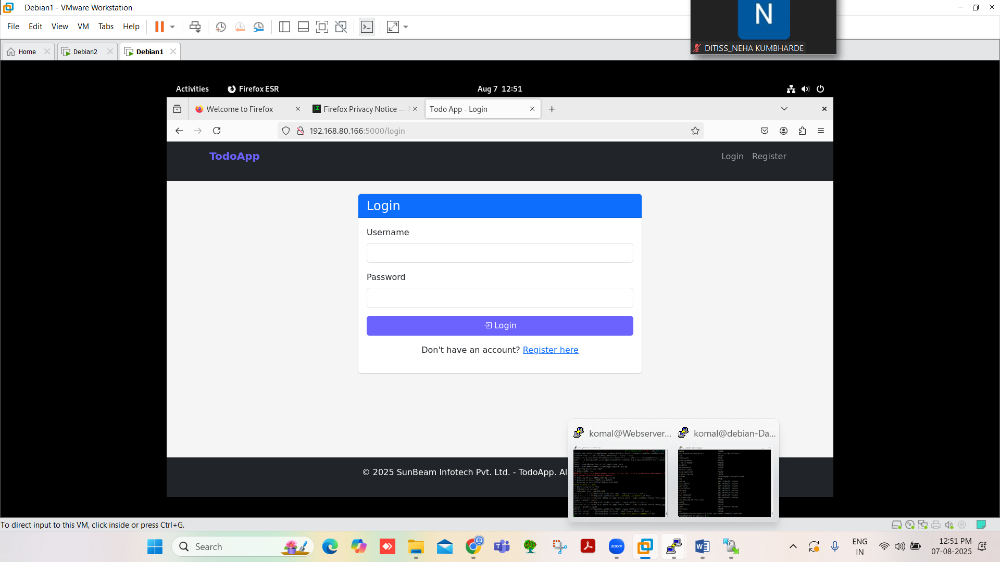 Debian1 - VMware Workstation
File Edit View VM Tabs Help
N
DITISS_NEHA KUMBHARDE
Home
Debian2
Debian1
Activities
Firefox ESR
Aug 7 12:51
Welcome to Firefox
Firefox Privacy Notice —
Todo App - Login
192.168.80.166:5000/login
TodoApp
Login
Register
Login
Username
Password
Login
Don't have an account? Register here
komal@Webserver...
komal@debian-Da...
© 2025 SunBeam Infotech Pvt. Ltd. - TodoApp. Al
To direct input to this VM, click inside or press Ctrl+G.
Search
zoom
ENG
IN
12:51 PM
07-08-2025